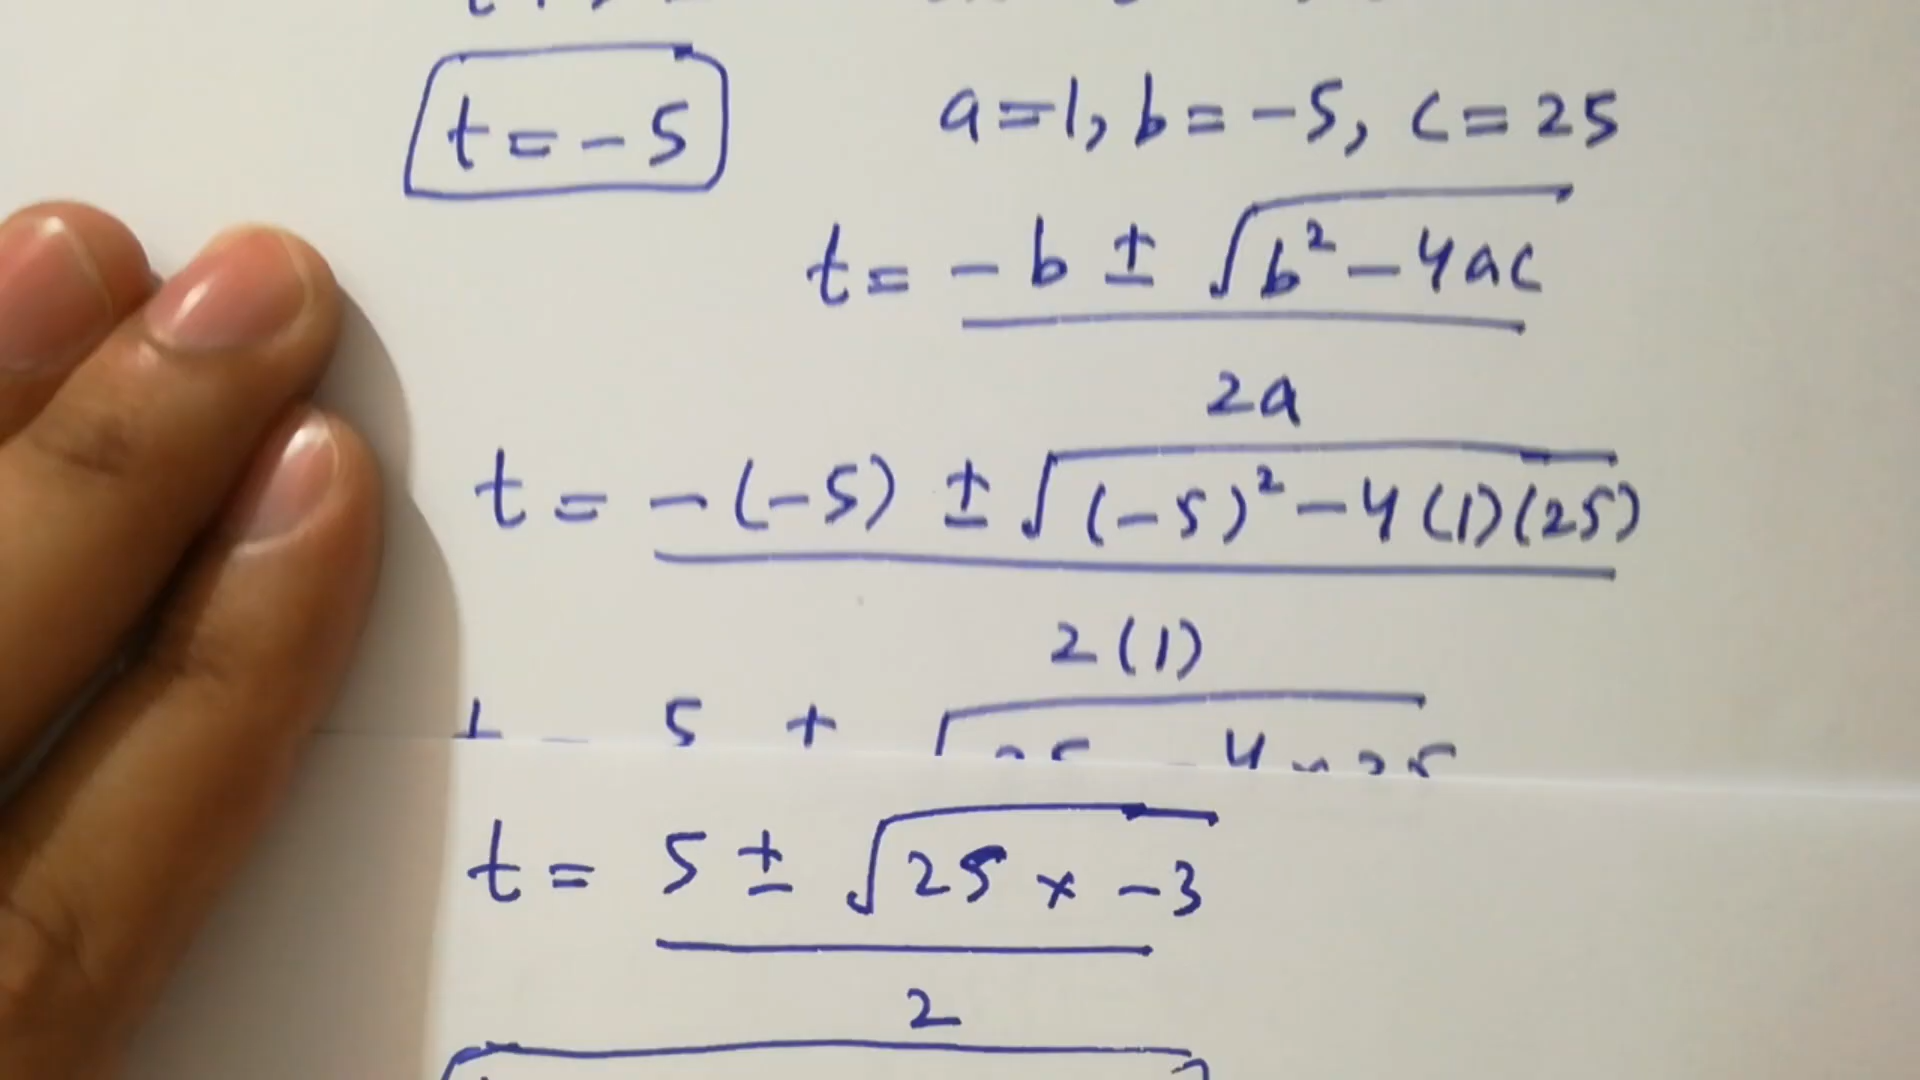 t = -5
a=1, b = -5, c = 25
t = -b ± √b² - 4ac
2a
t = -(-5) ± √(-5)² - 4(1)(25)
2(1)
5
t = 5 ± √25 × -3
2